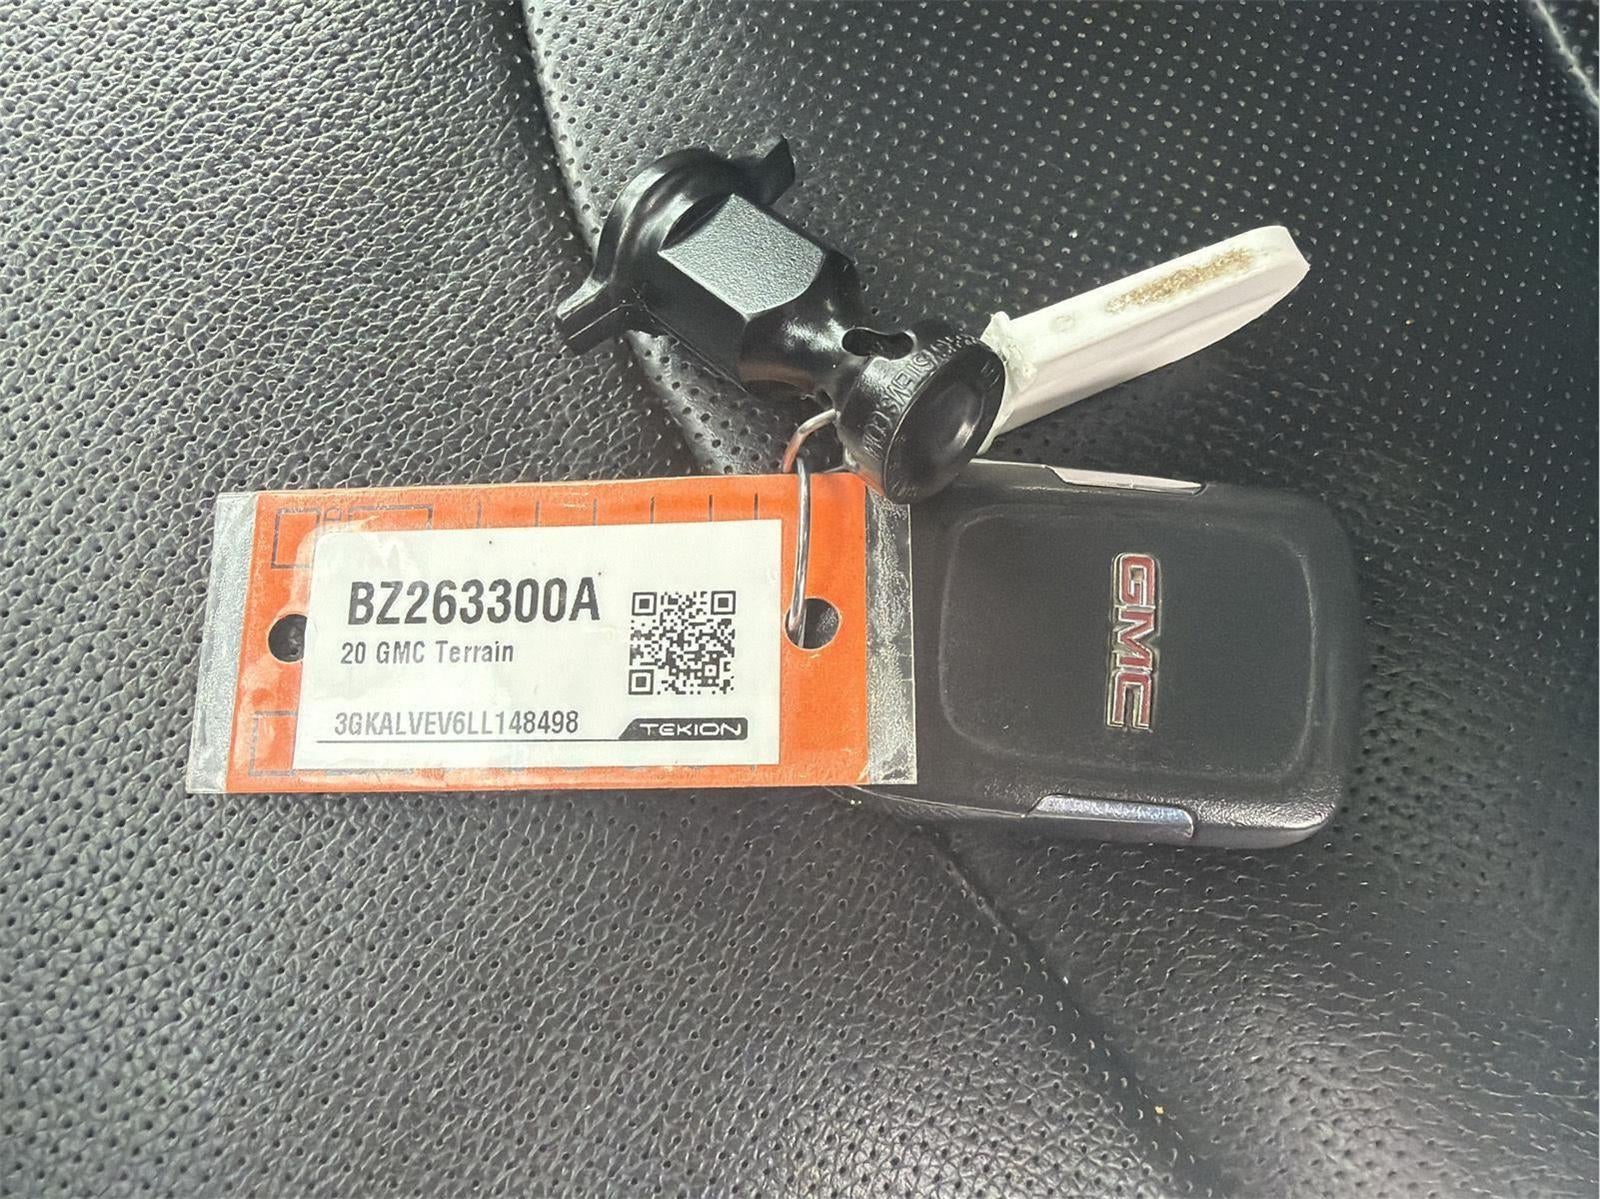 BZ263300A
20 GMC Terrain
3GKALVEV6LL148498
TEKION
GMC